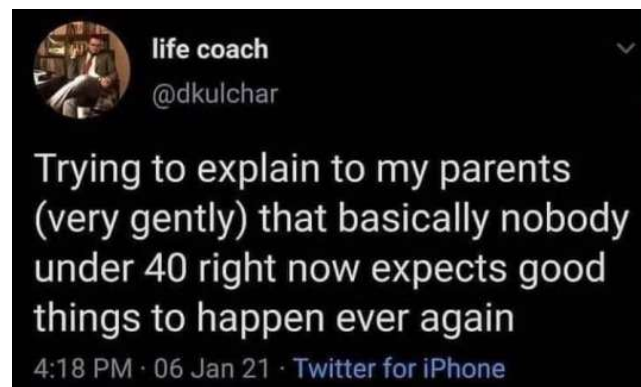 life coach
@dkulchar
Trying to explain to my parents
(very gently) that basically nobody
under 40 right now expects good
things to happen ever again
4:18 PM · 06 Jan 21 · Twitter for iPhone